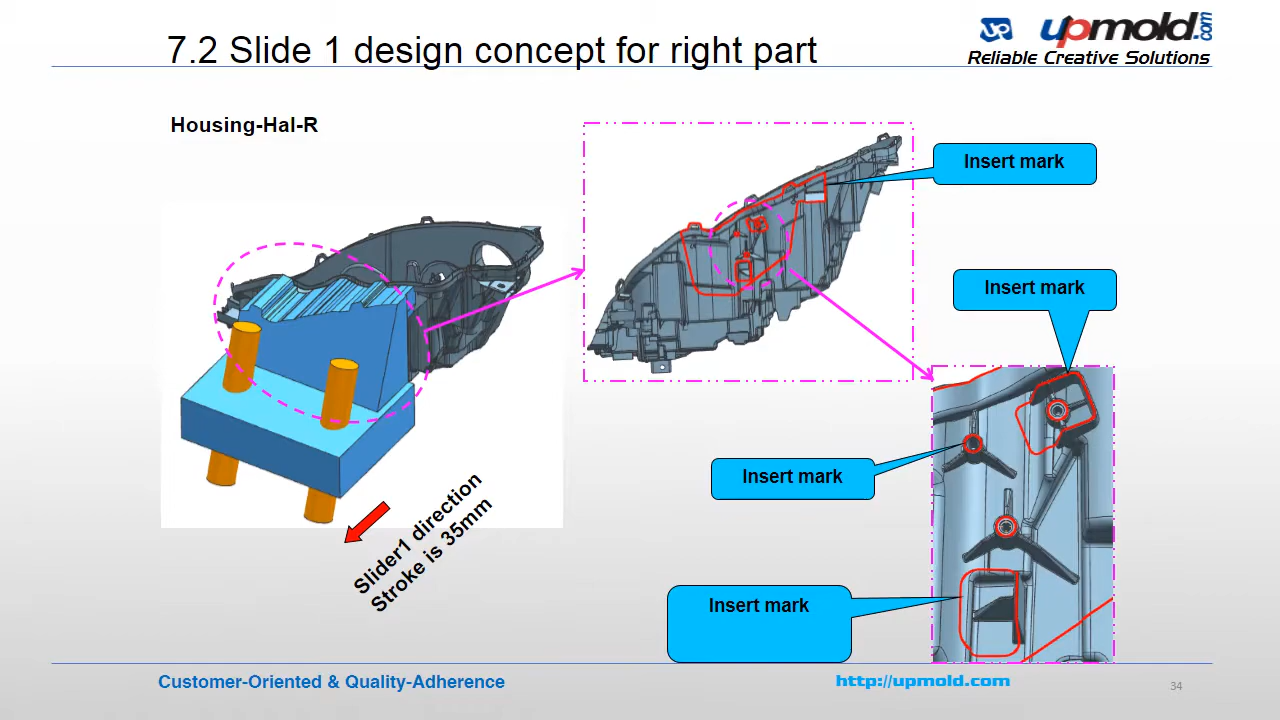 7.2 Slide 1 design concept for right part
UP upmold.com
Reliable Creative Solutions
Housing-Hal-R
Insert mark
Insert mark
Insert mark
Insert mark
Slider1 direction
Stroke is 35mm
Customer-Oriented & Quality-Adherence
http://upmold.com
34